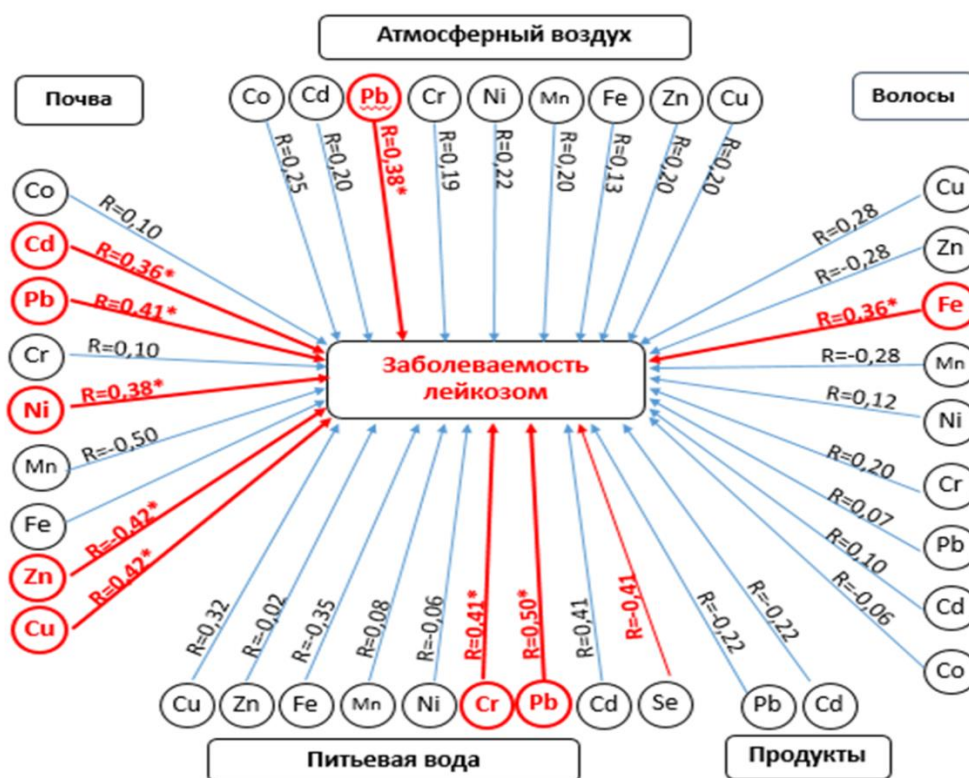 Атмосферный воздух
Почва
Волосы
Co
Cd
Pb
Cr
Ni
Mn
Fe
Zn
Cu
R=0,25
R=0,20
R=0,38*
R=0,19
R=0,22
R=0,20
R=0,13
R=0,20
R=0,20
Co
R=0,10
Cd
R=0,36*
Pb
R=0,41*
Cr
R=0,10
Ni
R=0,38*
Mn
R=-0,50
Fe
Zn
R=-0,42*
Cu
R=0,42*
Заболеваемость
лейкозом
Cu
R=0,28
Zn
R=-0,28
Fe
R=0,36*
Mn
R=-0,28
Ni
R=0,12
Cr
R=0,20
Pb
R=0,07
Cd
R=0,10
Co
R=-0,06
R=0,32
R=-0,02
R=-0,35
R=0,08
R=-0,06
R=0,41*
R=0,50*
R=0,41
R=-0,41
R=-0,22
R=-0,22
Cu
Zn
Fe
Mn
Ni
Cr
Pb
Cd
Se
Pb
Cd
Питьевая вода
Продукты